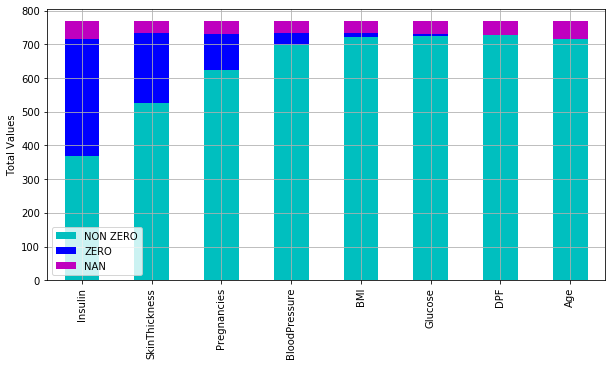 800
700
600
500
400
300
200
100
0
Total Values
NON ZERO
ZERO
NAN
Insulin
SkinThickness
Pregnancies
BloodPressure
BMI
Glucose
DPF
Age